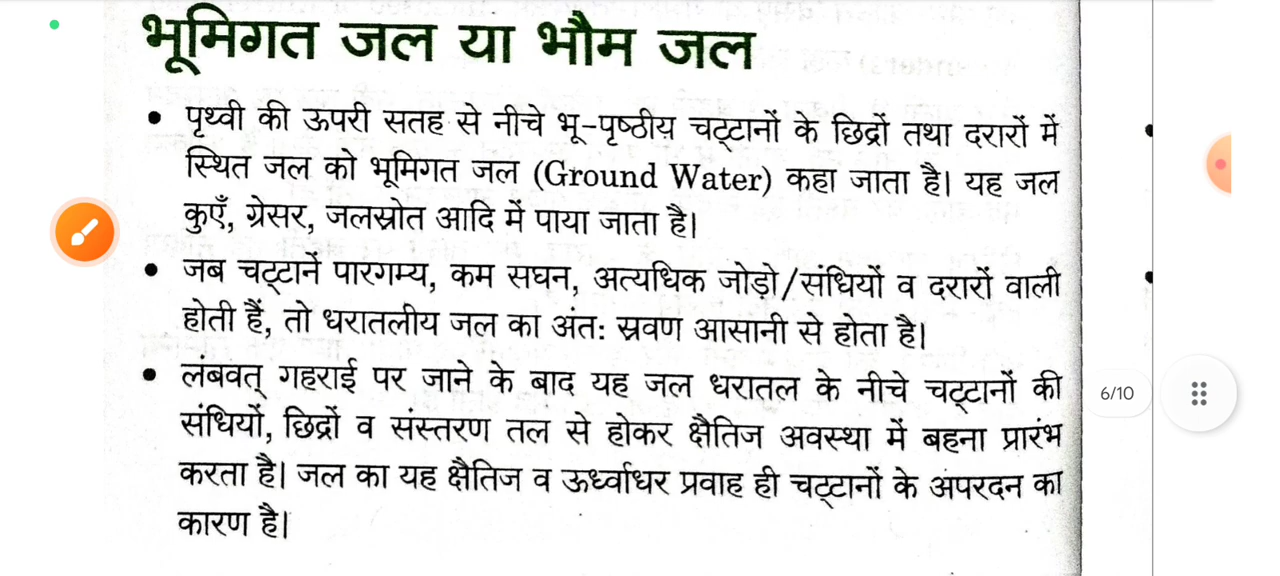 भूमिगत जल या भौम जल
• पृथ्वी की ऊपरी सतह से नीचे भू-पृष्ठीय चट्टानों के छिद्रों तथा दरारों में
स्थित जल को भूमिगत जल (Ground Water) कहा जाता है। यह जल
कुएँ, ग्रेसर, जलस्रोत आदि में पाया जाता है।
• जब चट्टानें पारगम्य, कम सघन, अत्यधिक जोड़ो/संधियों व दरारों वाली
होती हैं, तो धरातलीय जल का अंत: स्रवण आसानी से होता है।
• लंबवत् गहराई पर जाने के बाद यह जल धरातल के नीचे चट्टानों की
संधियों, छिद्रों व संस्तरण तल से होकर क्षैतिज अवस्था में बहना प्रारंभ
करता है। जल का यह क्षैतिज व ऊर्ध्वाधर प्रवाह ही चट्टानों के अपरदन का
कारण है।
6/10